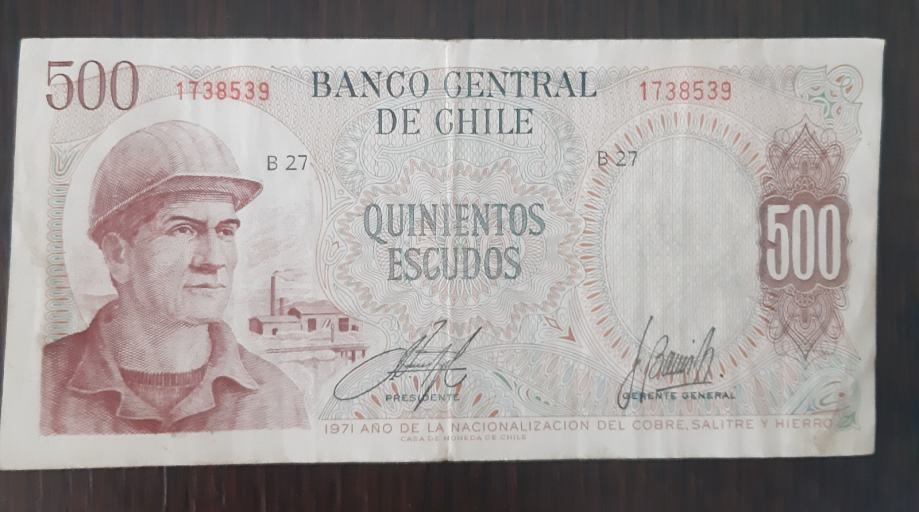 500
1738539
BANCO CENTRAL
DE CHILE
1738539
B 27
B 27
QUINIENTOS
ESCUDOS
500
PRESIDENTE
GERENTE GENERAL
1971 AÑO DE LA NACIONALIZACION DEL COBRE, SALITRE Y HIERRO
CASA DE MONEDA DE CHILE